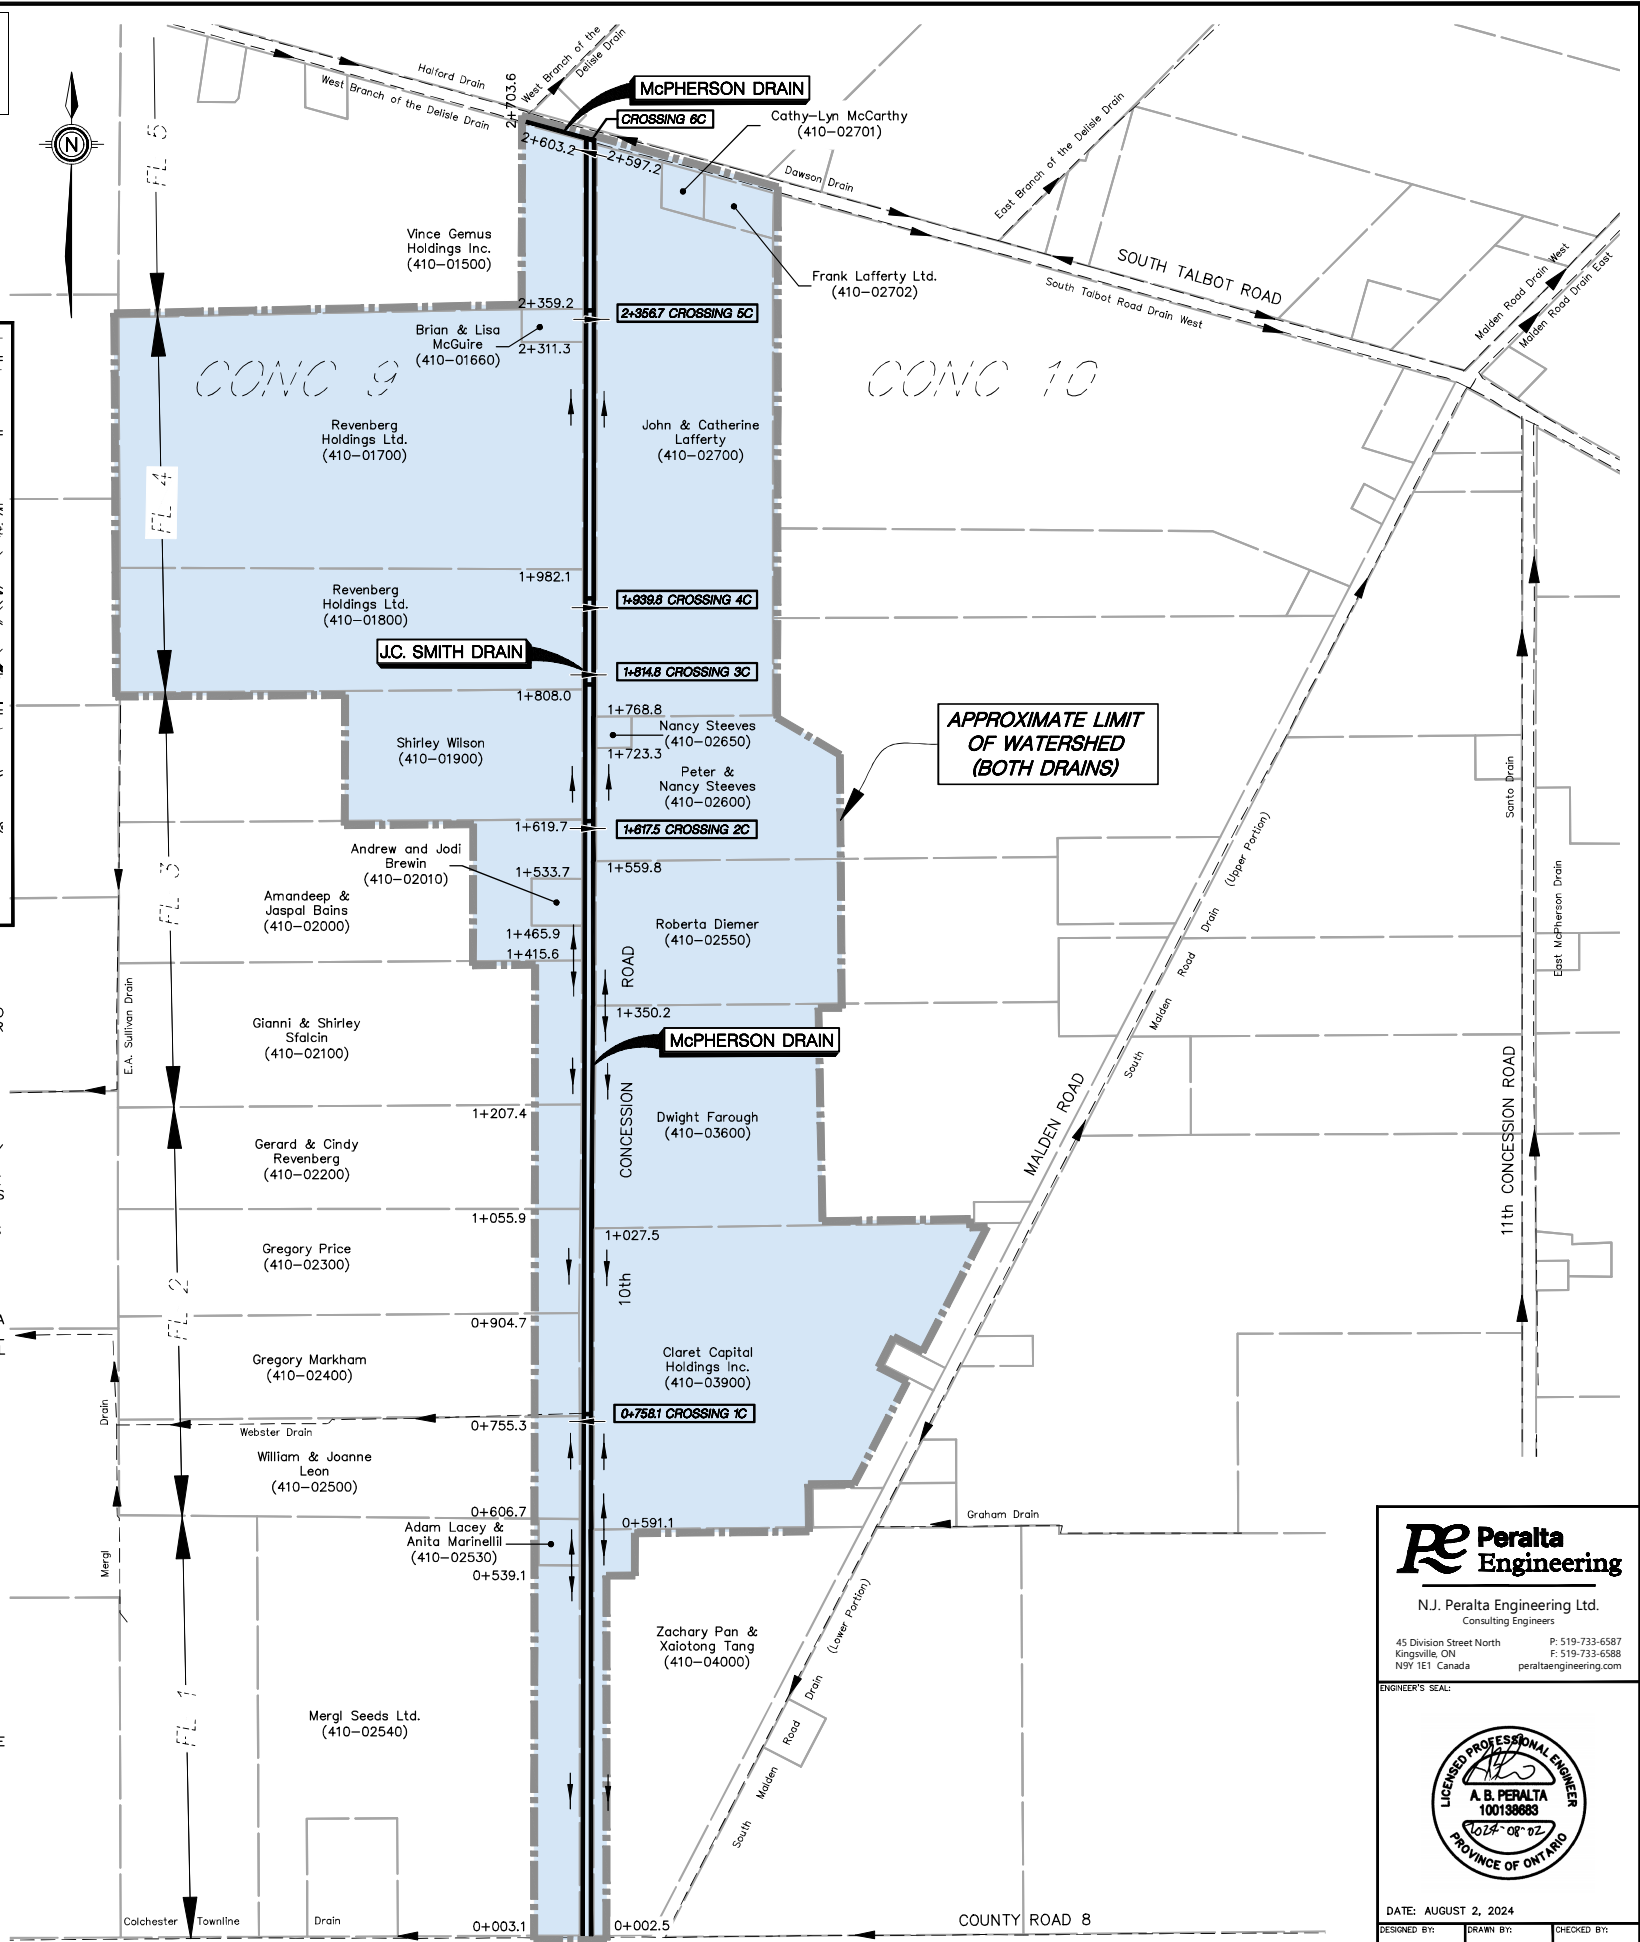 West Branch of the
Delisle Drain
Halford Drain
West Branch of the Delisle Drain
2+703.6
McPHERSON DRAIN
CROSSING 6C
Cathy-Lyn McCarthy
(410-02701)
2+603.2
2+597.2
Dawson Drain
East Branch of the Delisle Drain
FL 5
N
Vince Gemus
Holdings Inc.
(410-01500)
Frank Lafferty Ltd.
(410-02702)
SOUTH TALBOT ROAD
South Talbot Road Drain West
Malden Road Drain West
Malden Road Drain East
2+359.2
2+356.7 CROSSING 5C
Brian & Lisa
McGuire
(410-01660)
2+311.3
CONC 9
CONC 10
Revenberg
Holdings Ltd.
(410-01700)
John & Catherine
Lafferty
(410-02700)
FL 4
1+982.1
Revenberg
Holdings Ltd.
(410-01800)
1+939.8 CROSSING 4C
J.C. SMITH DRAIN
1+814.8 CROSSING 3C
1+808.0
1+768.8
Nancy Steeves
(410-02650)
1+723.3
Shirley Wilson
(410-01900)
Peter &
Nancy Steeves
(410-02600)
APPROXIMATE LIMIT
OF WATERSHED
(BOTH DRAINS)
Santo Drain
1+619.7
1+617.5 CROSSING 2C
Andrew and Jodi
Brewin
(410-02010)
1+533.7
1+559.8
FL 3
Amandeep &
Jaspal Bains
(410-02000)
1+465.9
1+415.6
Roberta Diemer
(410-02550)
South Malden Road Drain (Upper Portion)
East McPherson Drain
E.A. Sullivan Drain
Gianni & Shirley
Sfalcin
(410-02100)
1+350.2
McPHERSON DRAIN
10th CONCESSION ROAD
MALDEN ROAD
11th CONCESSION ROAD
1+207.4
Dwight Farough
(410-03600)
Gerard & Cindy
Revenberg
(410-02200)
1+055.9
1+027.5
Gregory Price
(410-02300)
FL 2
0+904.7
Gregory Markham
(410-02400)
Claret Capital
Holdings Inc.
(410-03900)
0+758.1 CROSSING 1C
0+755.3
Webster Drain
Mergl Drain
William & Joanne
Leon
(410-02500)
0+606.7
0+591.1
Graham Drain
Adam Lacey &
Anita Marinellil
(410-02530)
0+539.1
Zachary Pan &
Xaiotong Tang
(410-04000)
South Malden Road Drain (Lower Portion)
FL 1
Mergl Seeds Ltd.
(410-02540)
Colchester Townline Drain
0+003.1
0+002.5
COUNTY ROAD 8
Peralta
Engineering
N.J. Peralta Engineering Ltd.
Consulting Engineers
45 Division Street North
Kingsville, ON
N9Y 1E1 Canada
P: 519-733-6587
F: 519-733-6588
peraltaengineering.com
ENGINEER'S SEAL:
LICENSED PROFESSIONAL ENGINEER
A. B. PERALTA
100138683
2024-08-02
PROVINCE OF ONTARIO
DATE: AUGUST 2, 2024
DESIGNED BY:
DRAWN BY:
CHECKED BY: